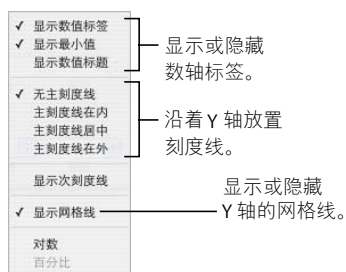 ✓ 显示数值标签
✓ 显示最小值
显示数值标题
显示或隐藏
数轴标签。
✓ 无主刻度线
主刻度线在内
主刻度线居中
主刻度线在外
沿着 Y 轴放置
刻度线。
显示次刻度线
✓ 显示网格线
显示或隐藏
Y 轴的网格线。
对数
百分比